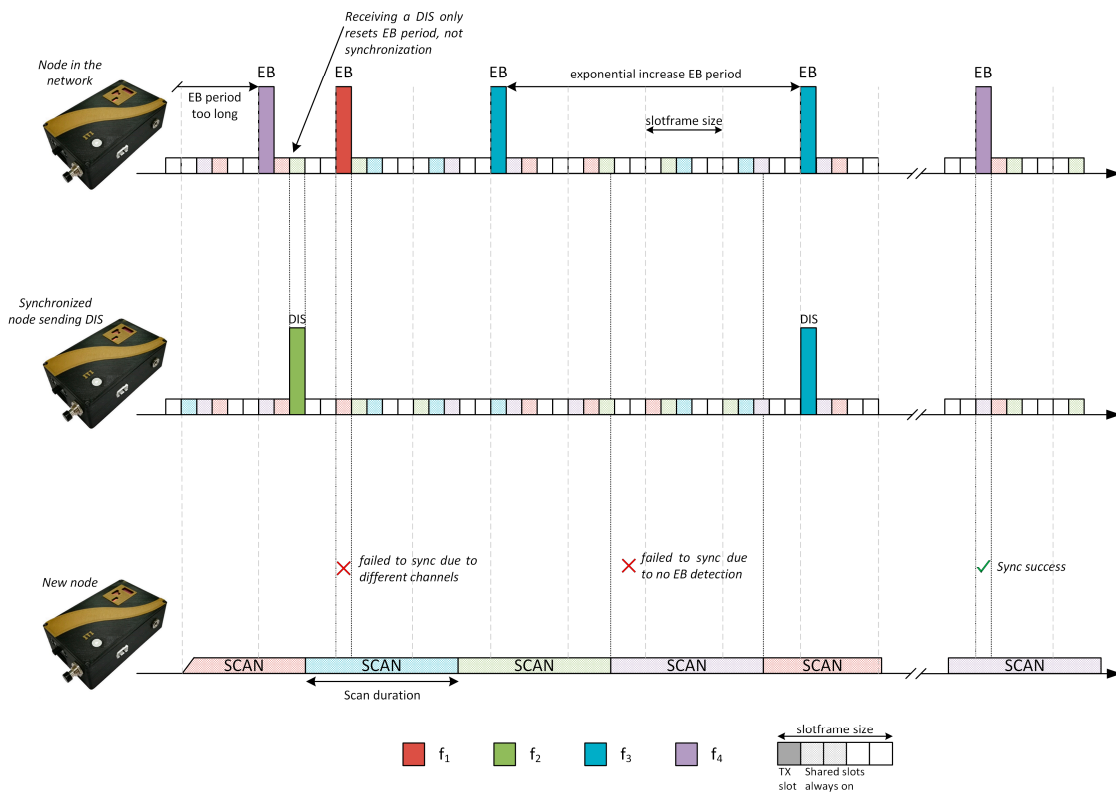 Receiving a DIS only
resets EB period, not
synchronization
Node in the
network
EB
EB
EB
EB
EB
EB period
too long
exponential increase EB period
slotframe size
Synchronized
node sending DIS
DIS
DIS
New node
failed to sync due to
different channels
failed to sync due
to no EB detection
Sync success
SCAN
SCAN
SCAN
SCAN
SCAN
SCAN
Scan duration
f1
f2
f3
f4
slotframe size
TX
slot
Shared slots
always on